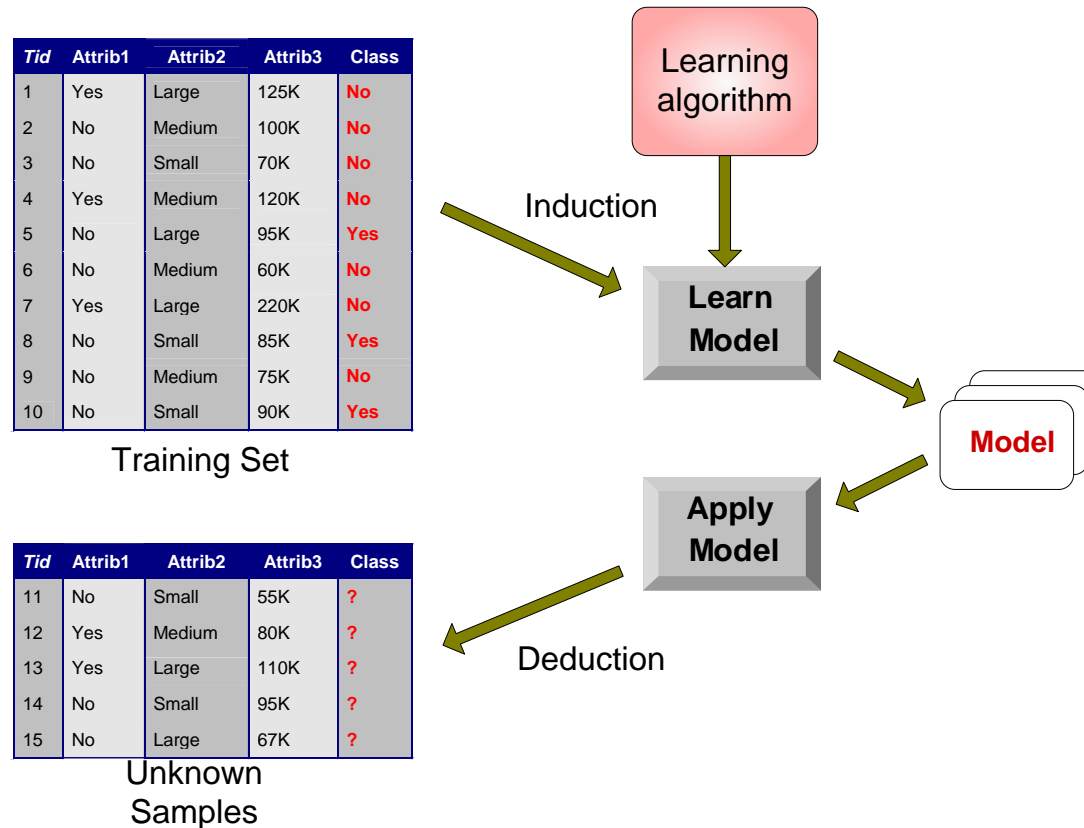 Tid Attrib1 Attrib2 Attrib3 Class
1 Yes Large 125K No
2 No Medium 100K No
3 No Small 70K No
4 Yes Medium 120K No
5 No Large 95K Yes
6 No Medium 60K No
7 Yes Large 220K No
8 No Small 85K Yes
9 No Medium 75K No
10 No Small 90K Yes
Training Set
Learning
algorithm
Induction
Learn
Model
Model
Apply
Model
Deduction
Tid Attrib1 Attrib2 Attrib3 Class
11 No Small 55K ?
12 Yes Medium 80K ?
13 Yes Large 110K ?
14 No Small 95K ?
15 No Large 67K ?
Unknown
Samples